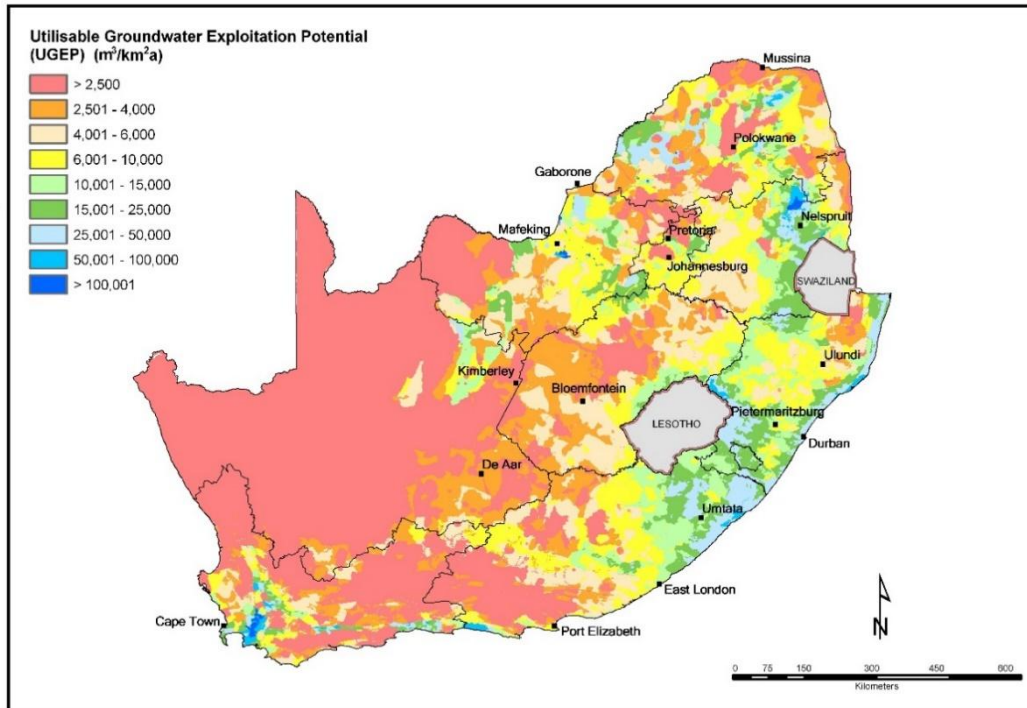 Utilisable Groundwater Exploitation Potential
(UGEP) (m³/km²a)
> 2,500
2,501 - 4,000
4,001 - 6,000
6,001 - 10,000
10,001 - 15,000
15,001 - 25,000
25,001 - 50,000
50,001 - 100,000
> 100,001
Mussina
Polokwane
Gaborone
Nelspruit
Mafeking
Pretoria
Johannesburg
SWAZILAND
Ulundi
Kimberley
Bloemfontein
Pietermaritzburg
LESOTHO
Durban
De Aar
Umtata
East London
Cape Town
Port Elizabeth
N
0 75 150 300 450 600
Kilometers